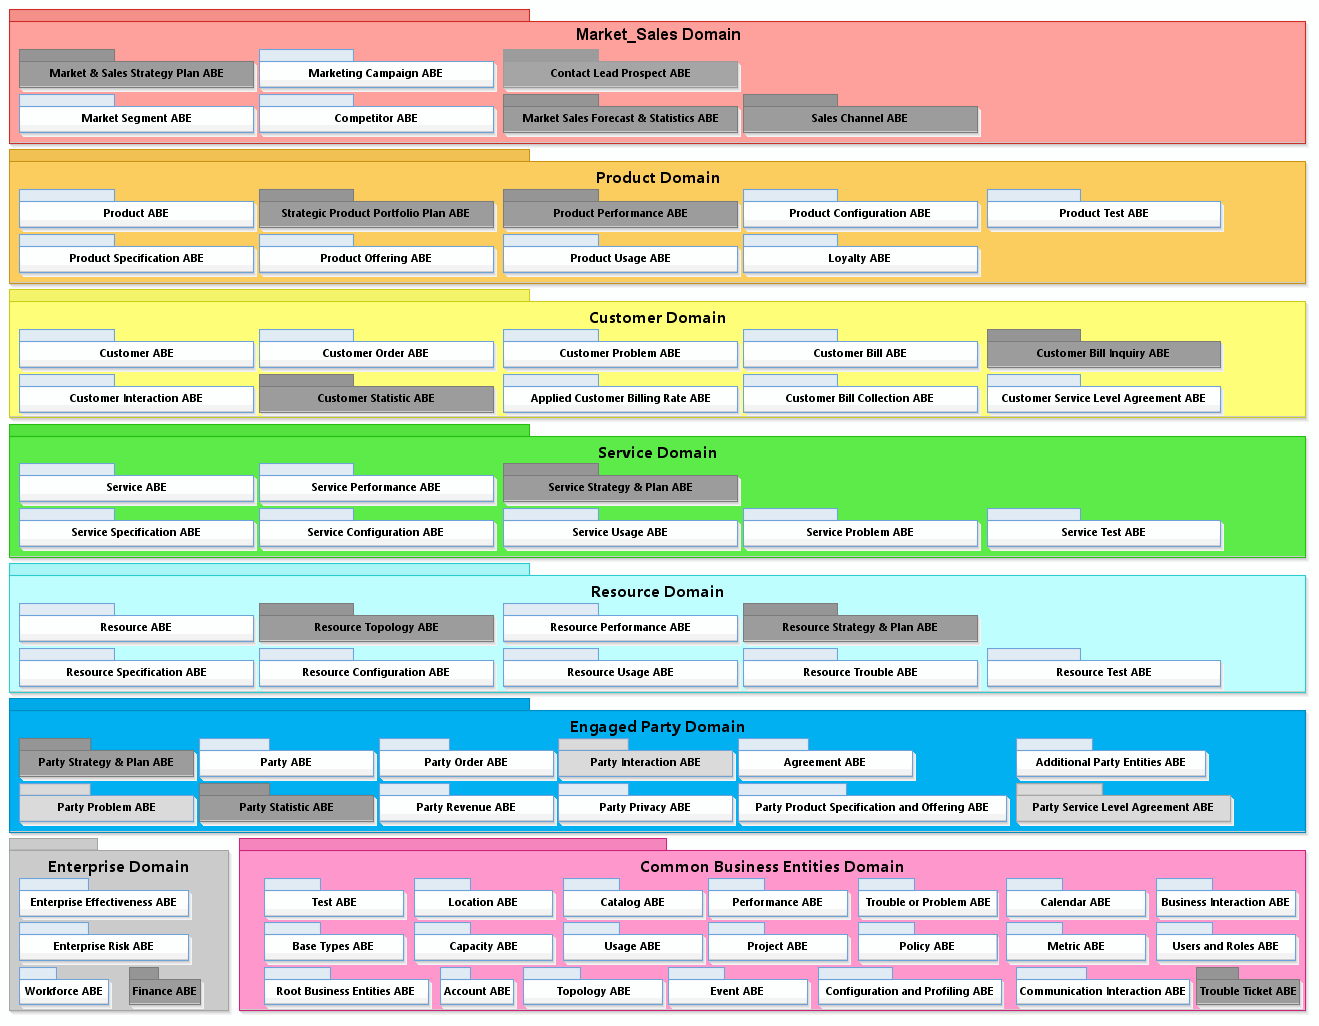 Market_Sales Domain
Market & Sales Strategy Plan ABE
Marketing Campaign ABE
Contact Lead Prospect ABE
Market Segment ABE
Competitor ABE
Market Sales Forecast & Statistics ABE
Sales Channel ABE
Product Domain
Product ABE
Strategic Product Portfolio Plan ABE
Product Performance ABE
Product Configuration ABE
Product Test ABE
Product Specification ABE
Product Offering ABE
Product Usage ABE
Loyalty ABE
Customer Domain
Customer ABE
Customer Order ABE
Customer Problem ABE
Customer Bill ABE
Customer Bill Inquiry ABE
Customer Interaction ABE
Customer Statistic ABE
Applied Customer Billing Rate ABE
Customer Bill Collection ABE
Customer Service Level Agreement ABE
Service Domain
Service ABE
Service Performance ABE
Service Strategy & Plan ABE
Service Specification ABE
Service Configuration ABE
Service Usage ABE
Service Problem ABE
Service Test ABE
Resource Domain
Resource ABE
Resource Topology ABE
Resource Performance ABE
Resource Strategy & Plan ABE
Resource Specification ABE
Resource Configuration ABE
Resource Usage ABE
Resource Trouble ABE
Resource Test ABE
Engaged Party Domain
Party Strategy & Plan ABE
Party ABE
Party Order ABE
Party Interaction ABE
Agreement ABE
Additional Party Entities ABE
Party Problem ABE
Party Statistic ABE
Party Revenue ABE
Party Privacy ABE
Party Product Specification and Offering ABE
Party Service Level Agreement ABE
Enterprise Domain
Enterprise Effectiveness ABE
Enterprise Risk ABE
Workforce ABE
Finance ABE
Common Business Entities Domain
Test ABE
Location ABE
Catalog ABE
Performance ABE
Trouble or Problem ABE
Calendar ABE
Business Interaction ABE
Base Types ABE
Capacity ABE
Usage ABE
Project ABE
Policy ABE
Metric ABE
Users and Roles ABE
Root Business Entities ABE
Account ABE
Topology ABE
Event ABE
Configuration and Profiling ABE
Communication Interaction ABE
Trouble Ticket ABE